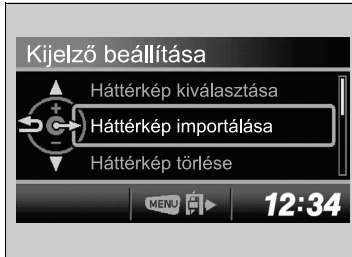 Kijelző beállítása
Háttérkép kiválasztása
Háttérkép importálása
Háttérkép törlése
MENU
12:34